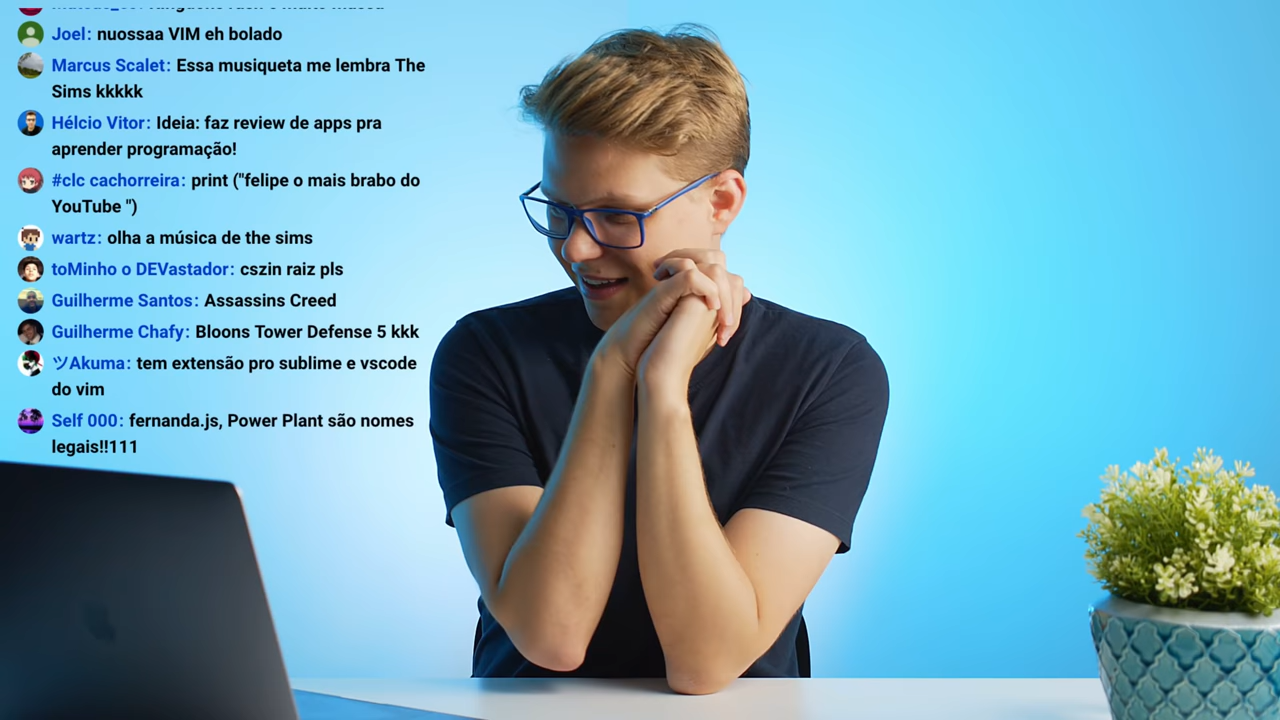 Joel: nuossaa VIM eh bolado
Marcus Scalet: Essa musiqueta me lembra The
Sims kkkkk
Hélcio Vitor: Ideia: faz review de apps pra
aprender programação!
#clc cachorreira: print ("felipe o mais brabo do
YouTube ")
wartz: olha a música de the sims
toMinho o DEVastador: cszin raiz pls
Guilherme Santos: Assassins Creed
Guilherme Chafy: Bloons Tower Defense 5 kkk
ツAkuma: tem extensão pro sublime e vscode
do vim
Self 000: fernanda.js, Power Plant são nomes
legais!!111